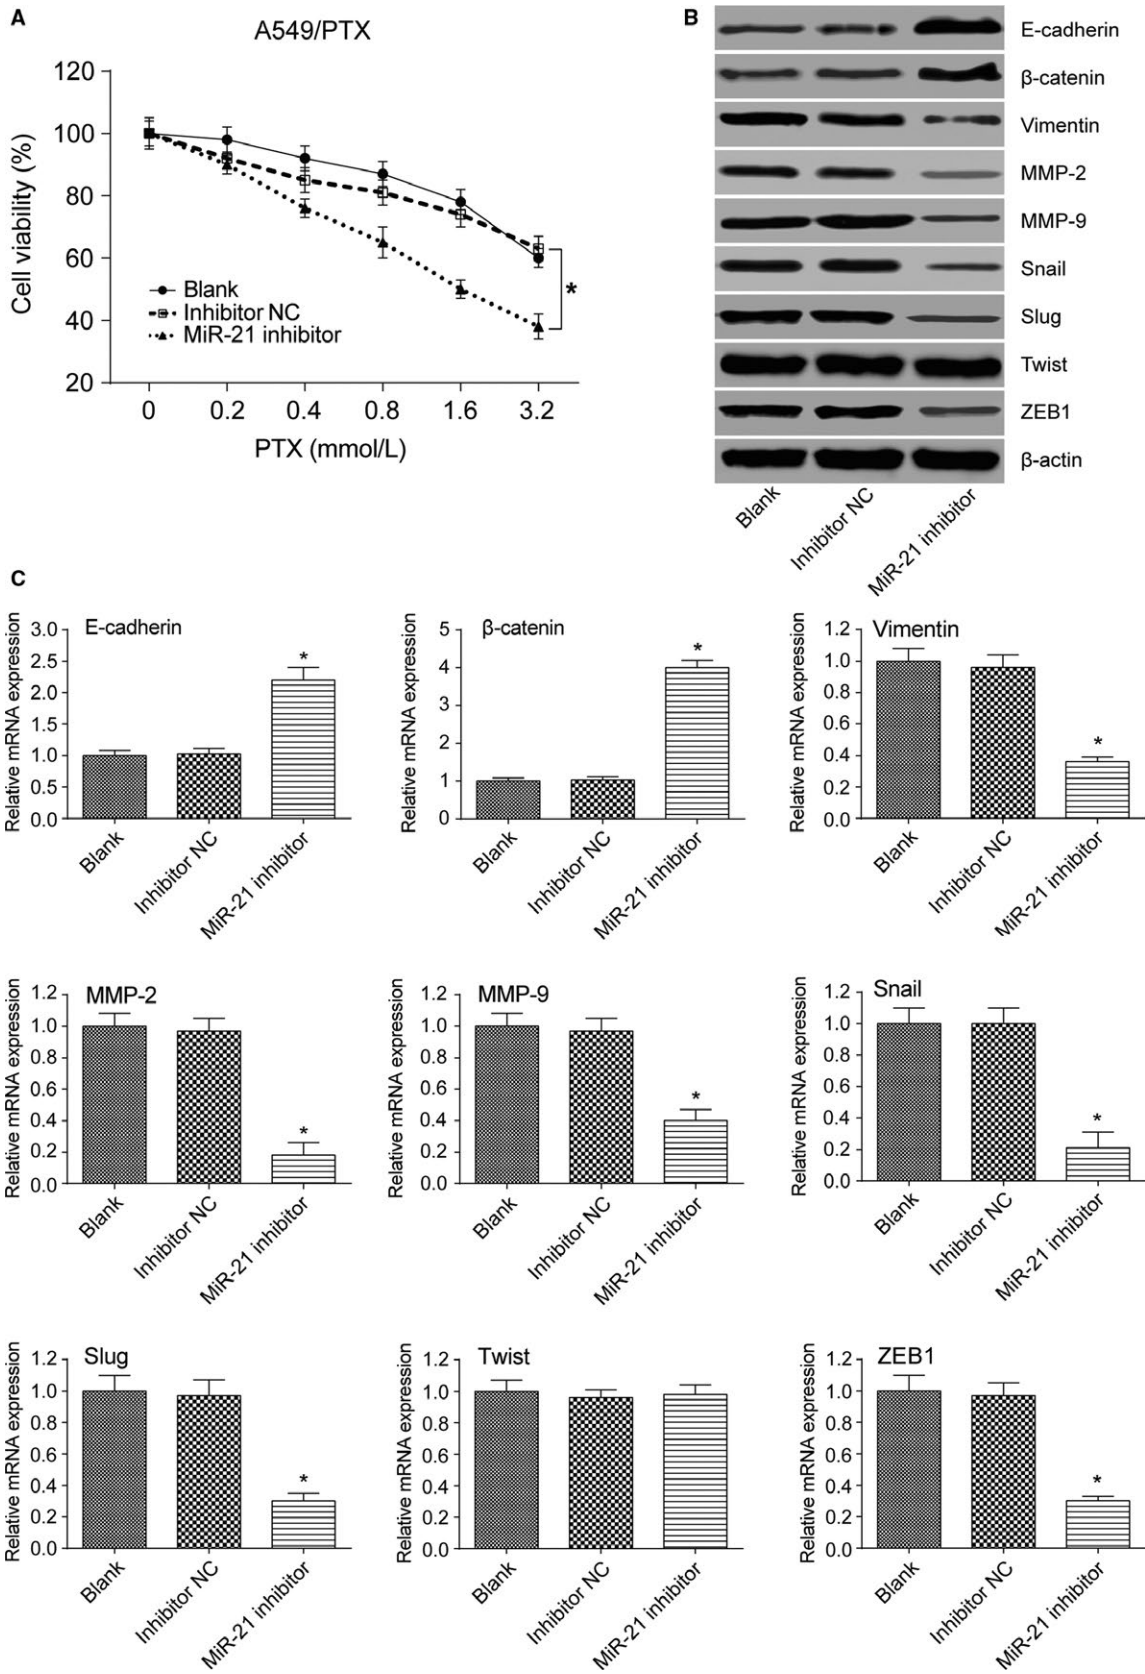 A
A549/PTX
120
100
80
60
40
20
Cell viability (%)
Blank
Inhibitor NC
MiR-21 inhibitor
*
0 0.2 0.4 0.8 1.6 3.2
PTX (mmol/L)
B
E-cadherin
β-catenin
Vimentin
MMP-2
MMP-9
Snail
Slug
Twist
ZEB1
β-actin
Blank
Inhibitor NC
MiR-21 inhibitor
C
E-cadherin
Relative mRNA expression
3.0
2.5
2.0
1.5
1.0
0.5
0.0
*
Blank
Inhibitor NC
MiR-21 inhibitor
β-catenin
Relative mRNA expression
5
4
3
2
1
0
*
Blank
Inhibitor NC
MiR-21 inhibitor
Vimentin
Relative mRNA expression
1.2
1.0
0.8
0.6
0.4
0.2
0.0
*
Blank
Inhibitor NC
MiR-21 inhibitor
MMP-2
Relative mRNA expression
1.2
1.0
0.8
0.6
0.4
0.2
0.0
*
Blank
Inhibitor NC
MiR-21 inhibitor
MMP-9
Relative mRNA expression
1.2
1.0
0.8
0.6
0.4
0.2
0.0
*
Blank
Inhibitor NC
MiR-21 inhibitor
Snail
Relative mRNA expression
1.2
1.0
0.8
0.6
0.4
0.2
0.0
*
Blank
Inhibitor NC
MiR-21 inhibitor
Slug
Relative mRNA expression
1.2
1.0
0.8
0.6
0.4
0.2
0.0
*
Blank
Inhibitor NC
MiR-21 inhibitor
Twist
Relative mRNA expression
1.2
1.0
0.8
0.6
0.4
0.2
0.0
Blank
Inhibitor NC
MiR-21 inhibitor
ZEB1
Relative mRNA expression
1.2
1.0
0.8
0.6
0.4
0.2
0.0
*
Blank
Inhibitor NC
MiR-21 inhibitor